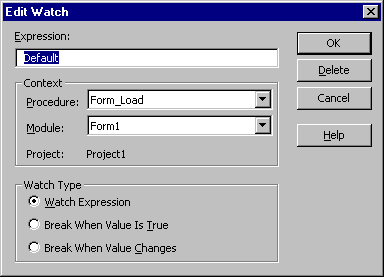 Edit Watch
Expression:
Default
OK
Delete
Cancel
Help
Context
Procedure: Form_Load
Module: Form1
Project: Project1
Watch Type
Watch Expression
Break When Value Is True
Break When Value Changes